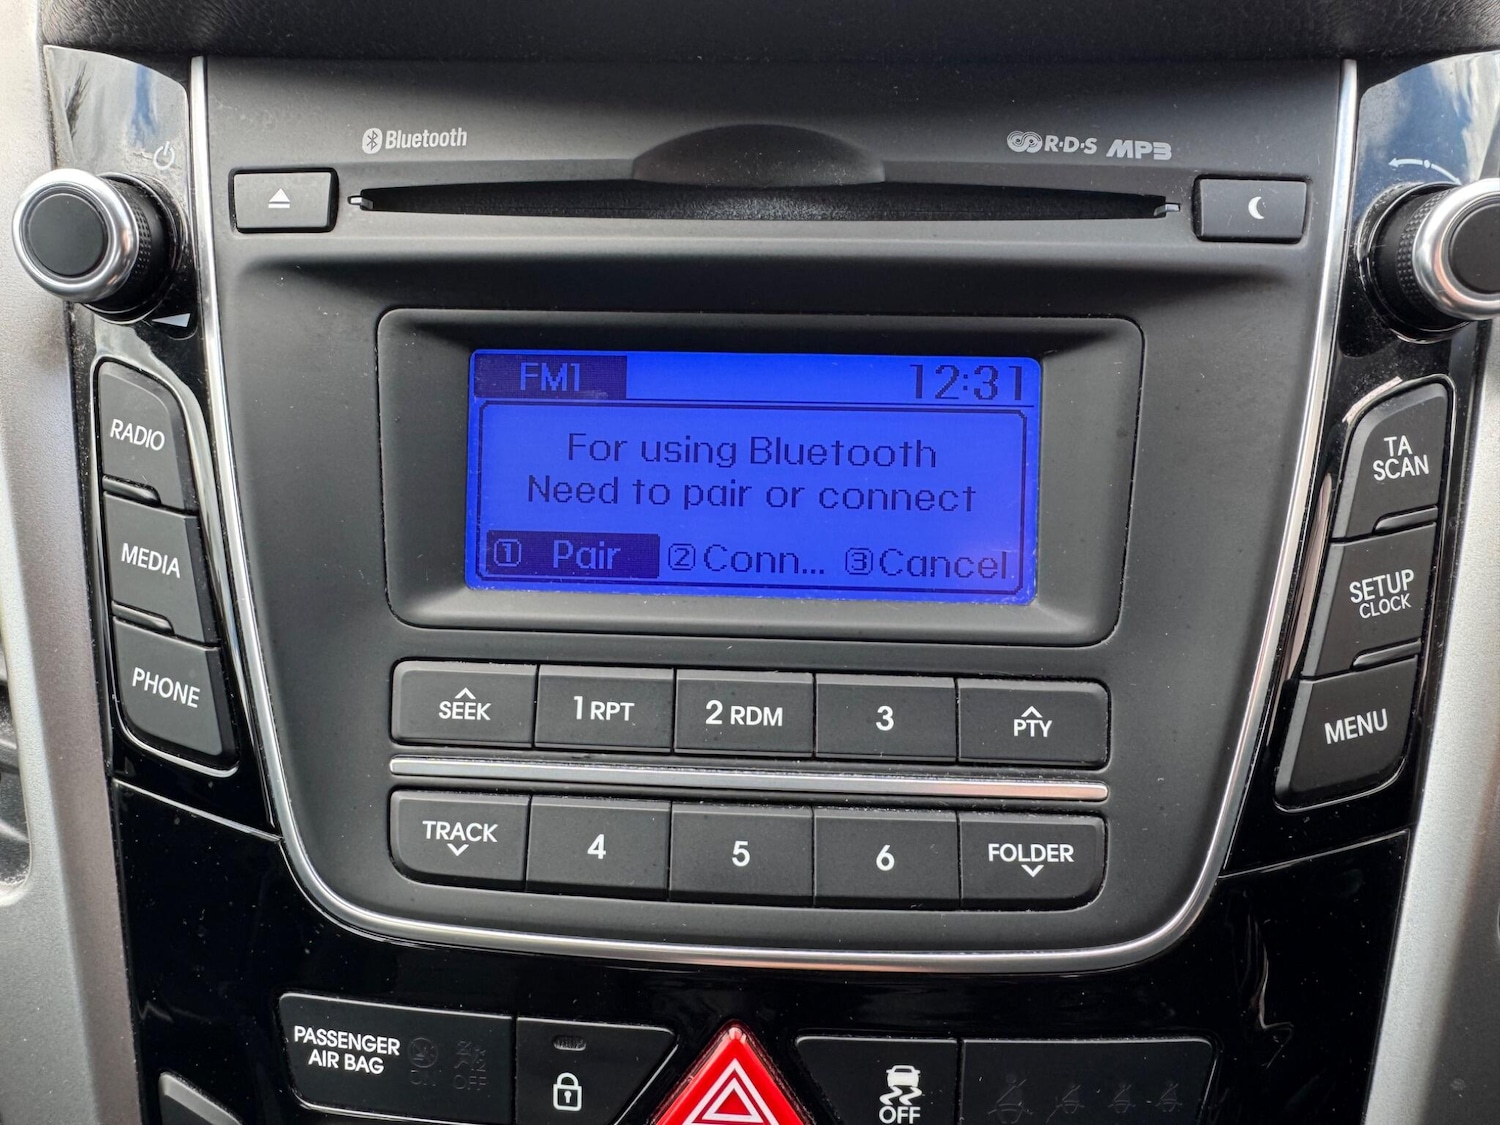 Bluetooth
R·D·S MP3
FM1 12:31
For using Bluetooth
Need to pair or connect
1 Pair 2 Conn... 3 Cancel
RADIO
MEDIA
PHONE
TA
SCAN
SETUP
CLOCK
MENU
SEEK
1 RPT
2 RDM
3
PTY
TRACK
4
5
6
FOLDER
PASSENGER
AIR BAG
ON
OFF
OFF